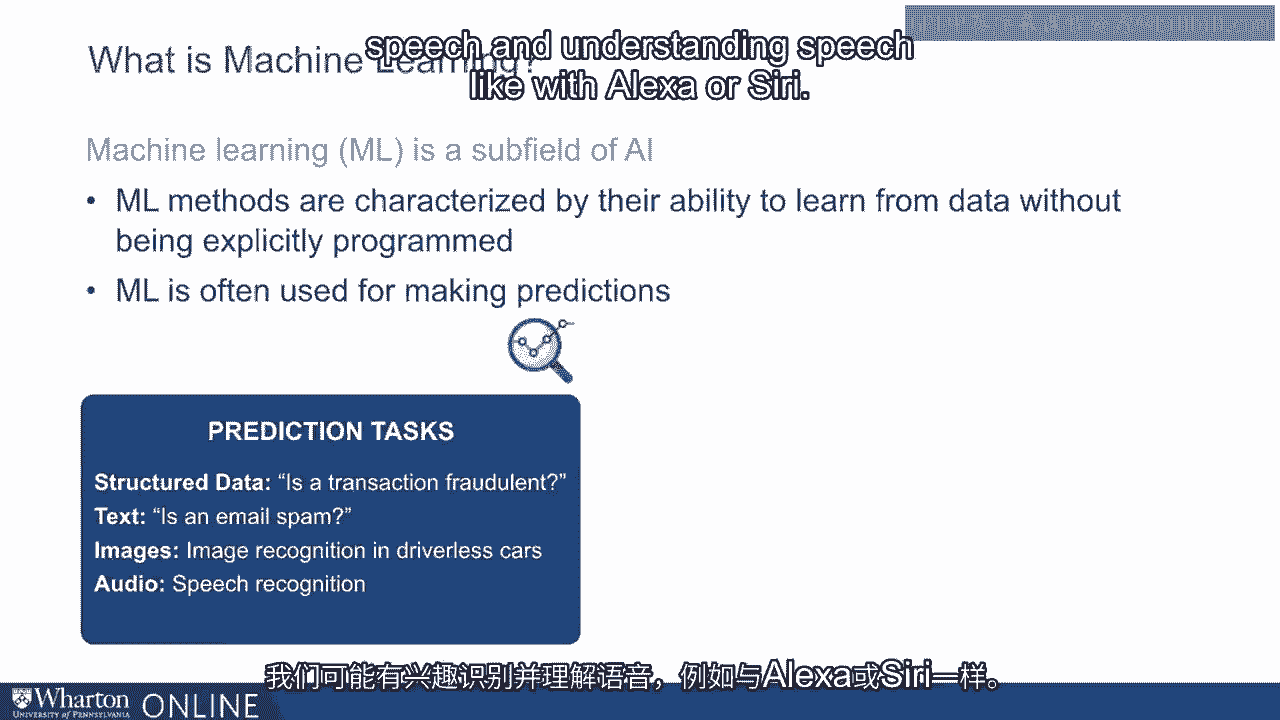 What is Machine Learning?
speech and understanding speech
like with Alexa or Siri.
Machine learning (ML) is a subfield of AI
• ML methods are characterized by their ability to learn from data without
being explicitly programmed
• ML is often used for making predictions
PREDICTION TASKS
Structured Data: “Is a transaction fraudulent?”
Text: “Is an email spam?”
Images: Image recognition in driverless cars
Audio: Speech recognition
我们可能有兴趣识别并理解语音，例如与Alexa或Siri一样。
Wharton
UNIVERSITY of PENNSYLVANIA
ONLINE